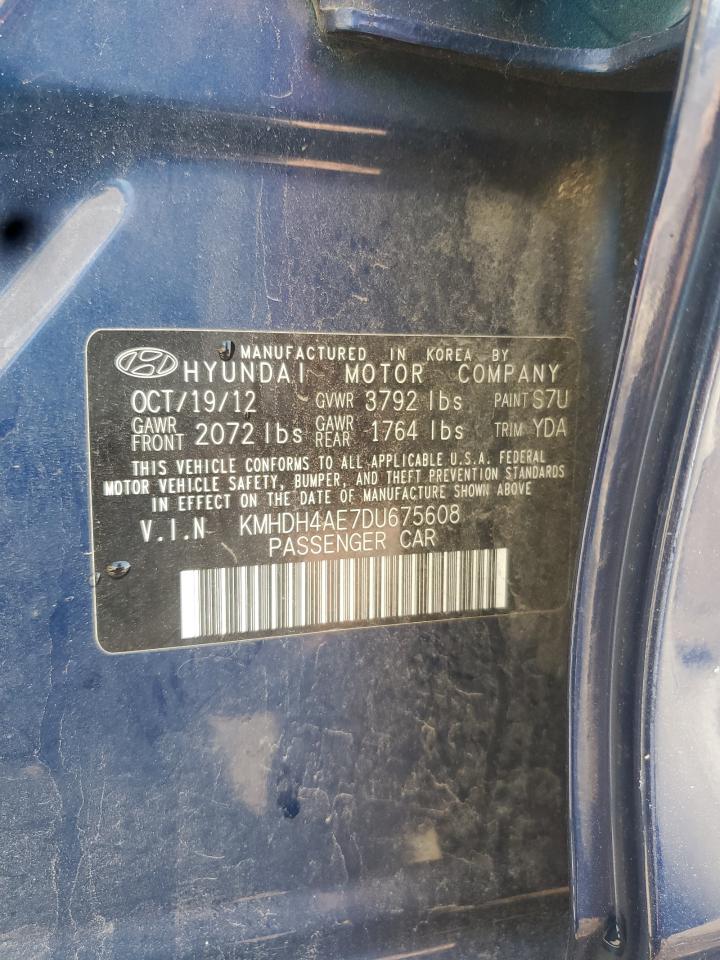 MANUFACTURED IN KOREA BY
HYUNDAI MOTOR COMPANY
OCT/19/12 GVWR 3792 lbs PAINT S7U
GAWR FRONT 2072 lbs GAWR REAR 1764 lbs TRIM YDA
THIS VEHICLE CONFORMS TO ALL APPLICABLE U.S.A. FEDERAL
MOTOR VEHICLE SAFETY, BUMPER, AND THEFT PREVENTION STANDARDS
IN EFFECT ON THE DATE OF MANUFACTURE SHOWN ABOVE.
V.I.N KMHDH4AE7DU675608
PASSENGER CAR